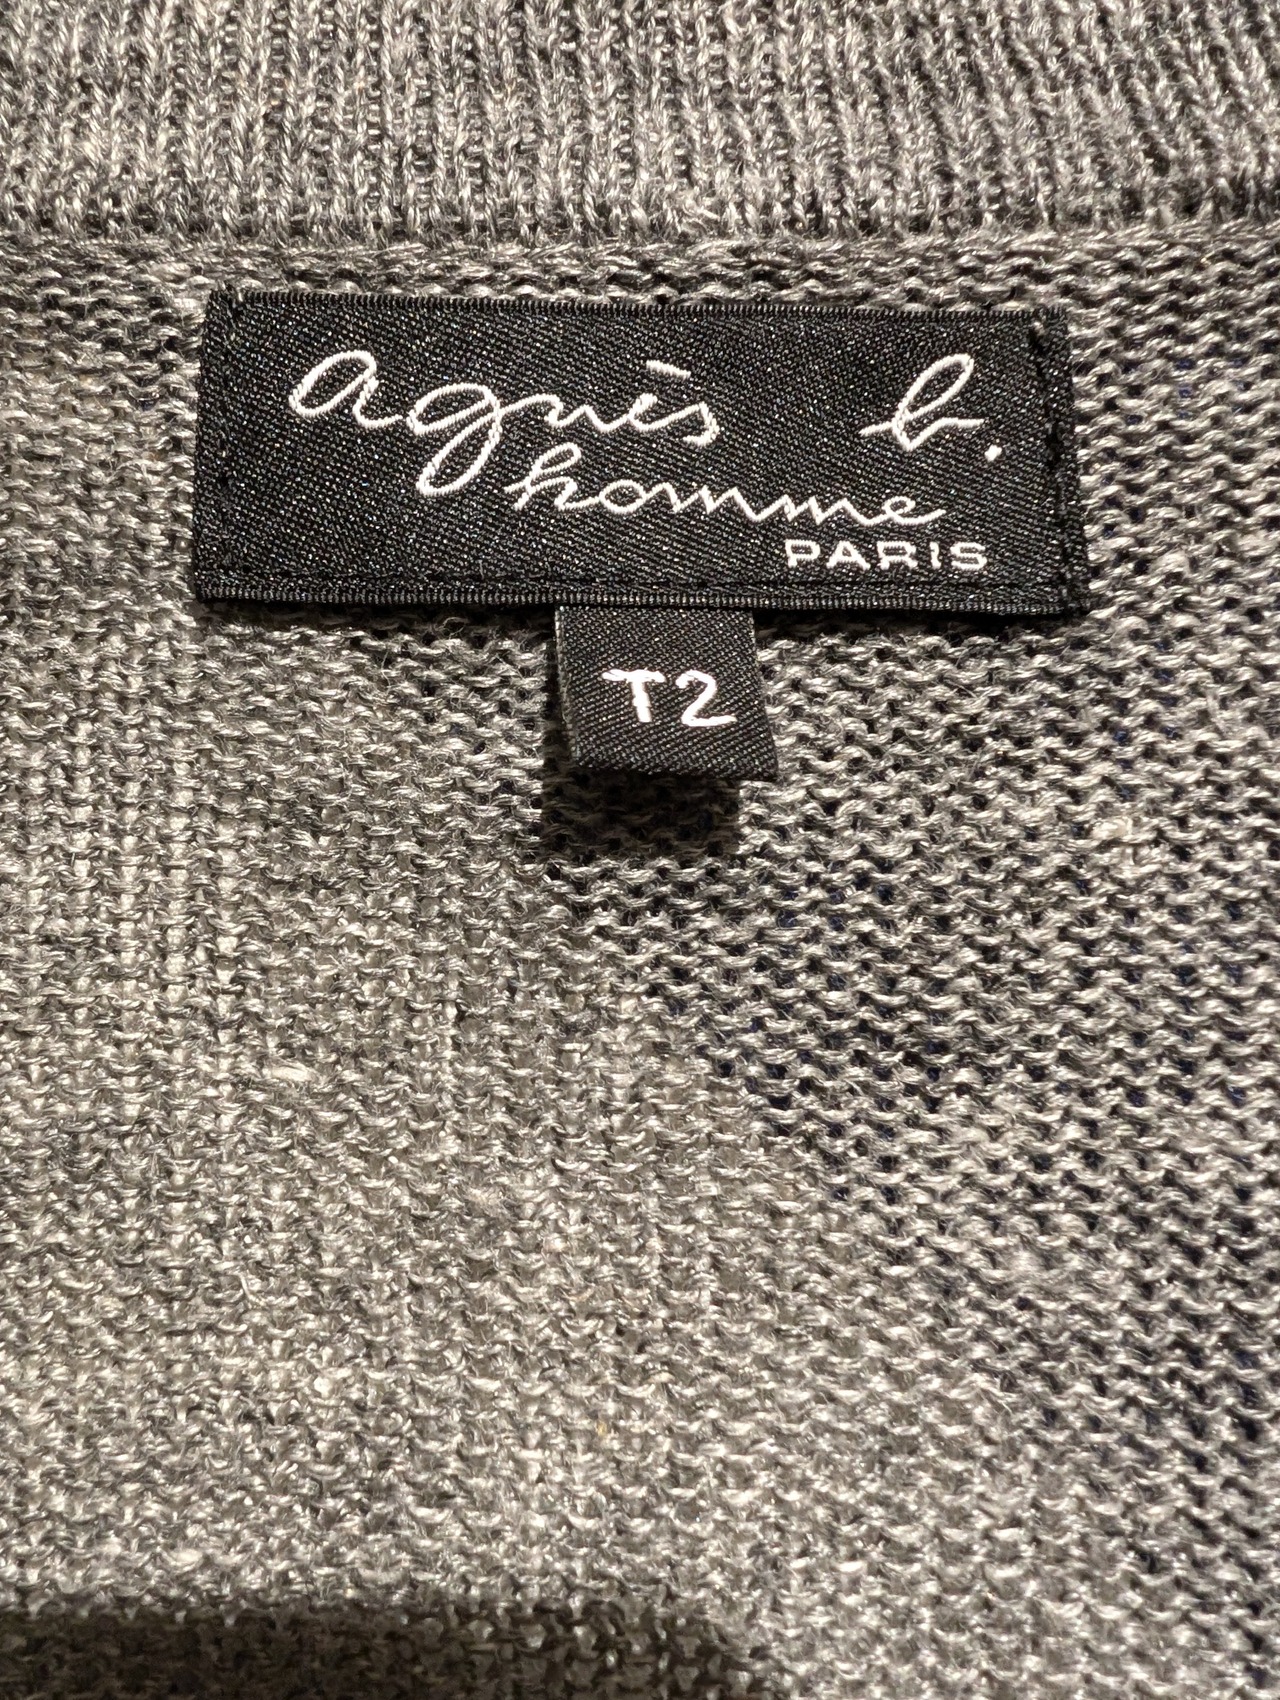 agnès b.
homme
PARIS
T2